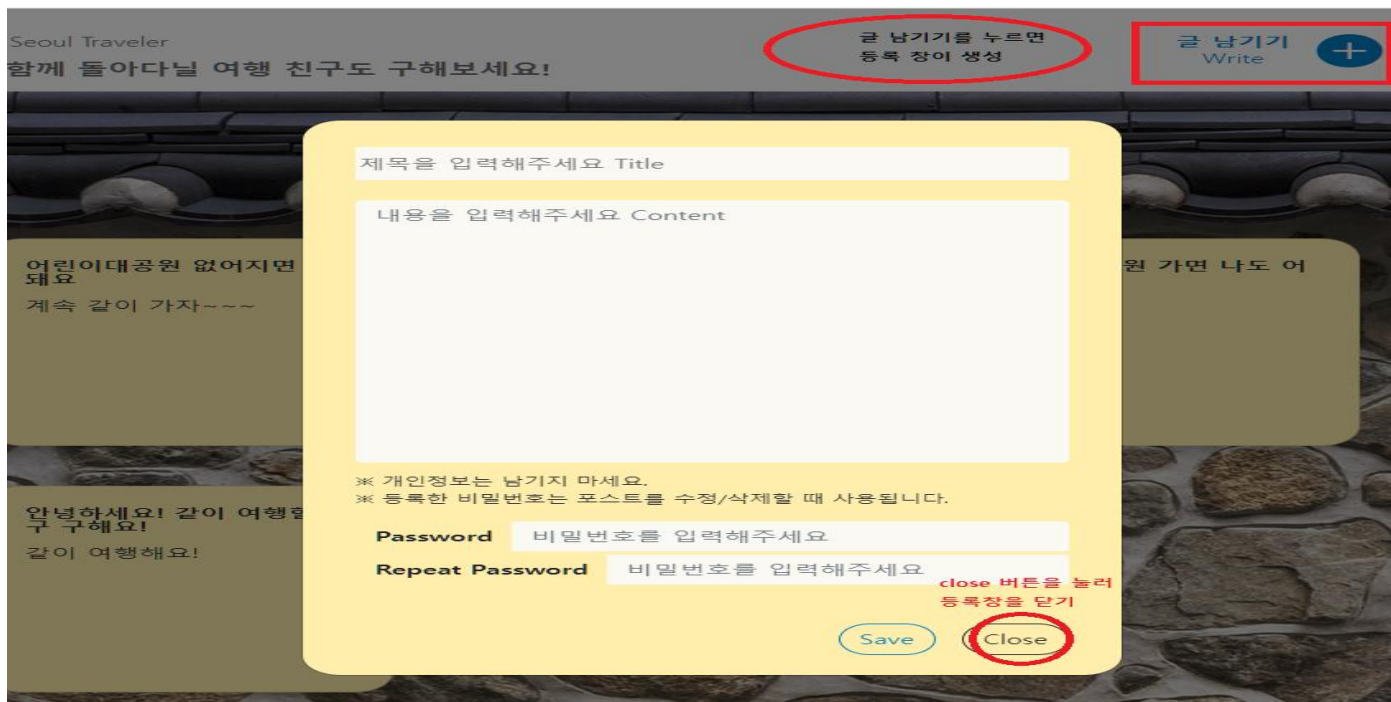 Seoul Traveler
함께 돌아다닐 여행 친구도 구해보세요!
글 남기기를 누르면
등록 창이 생성
글 남기기
Write
제목을 입력해주세요 Title
내용을 입력해주세요 Content
어린이대공원 없어지면
돼요
계속 같이 가자~~~
원 가면 나도 어
※ 개인정보는 남기지 마세요.
※ 등록한 비밀번호는 포스트를 수정/삭제할 때 사용됩니다.
안녕하세요! 같이 여행할
구 구해요!
같이 여행해요!
Password 비밀번호를 입력해주세요
Repeat Password 비밀번호를 입력해주세요
close 버튼을 눌러
등록창을 닫기
Save Close